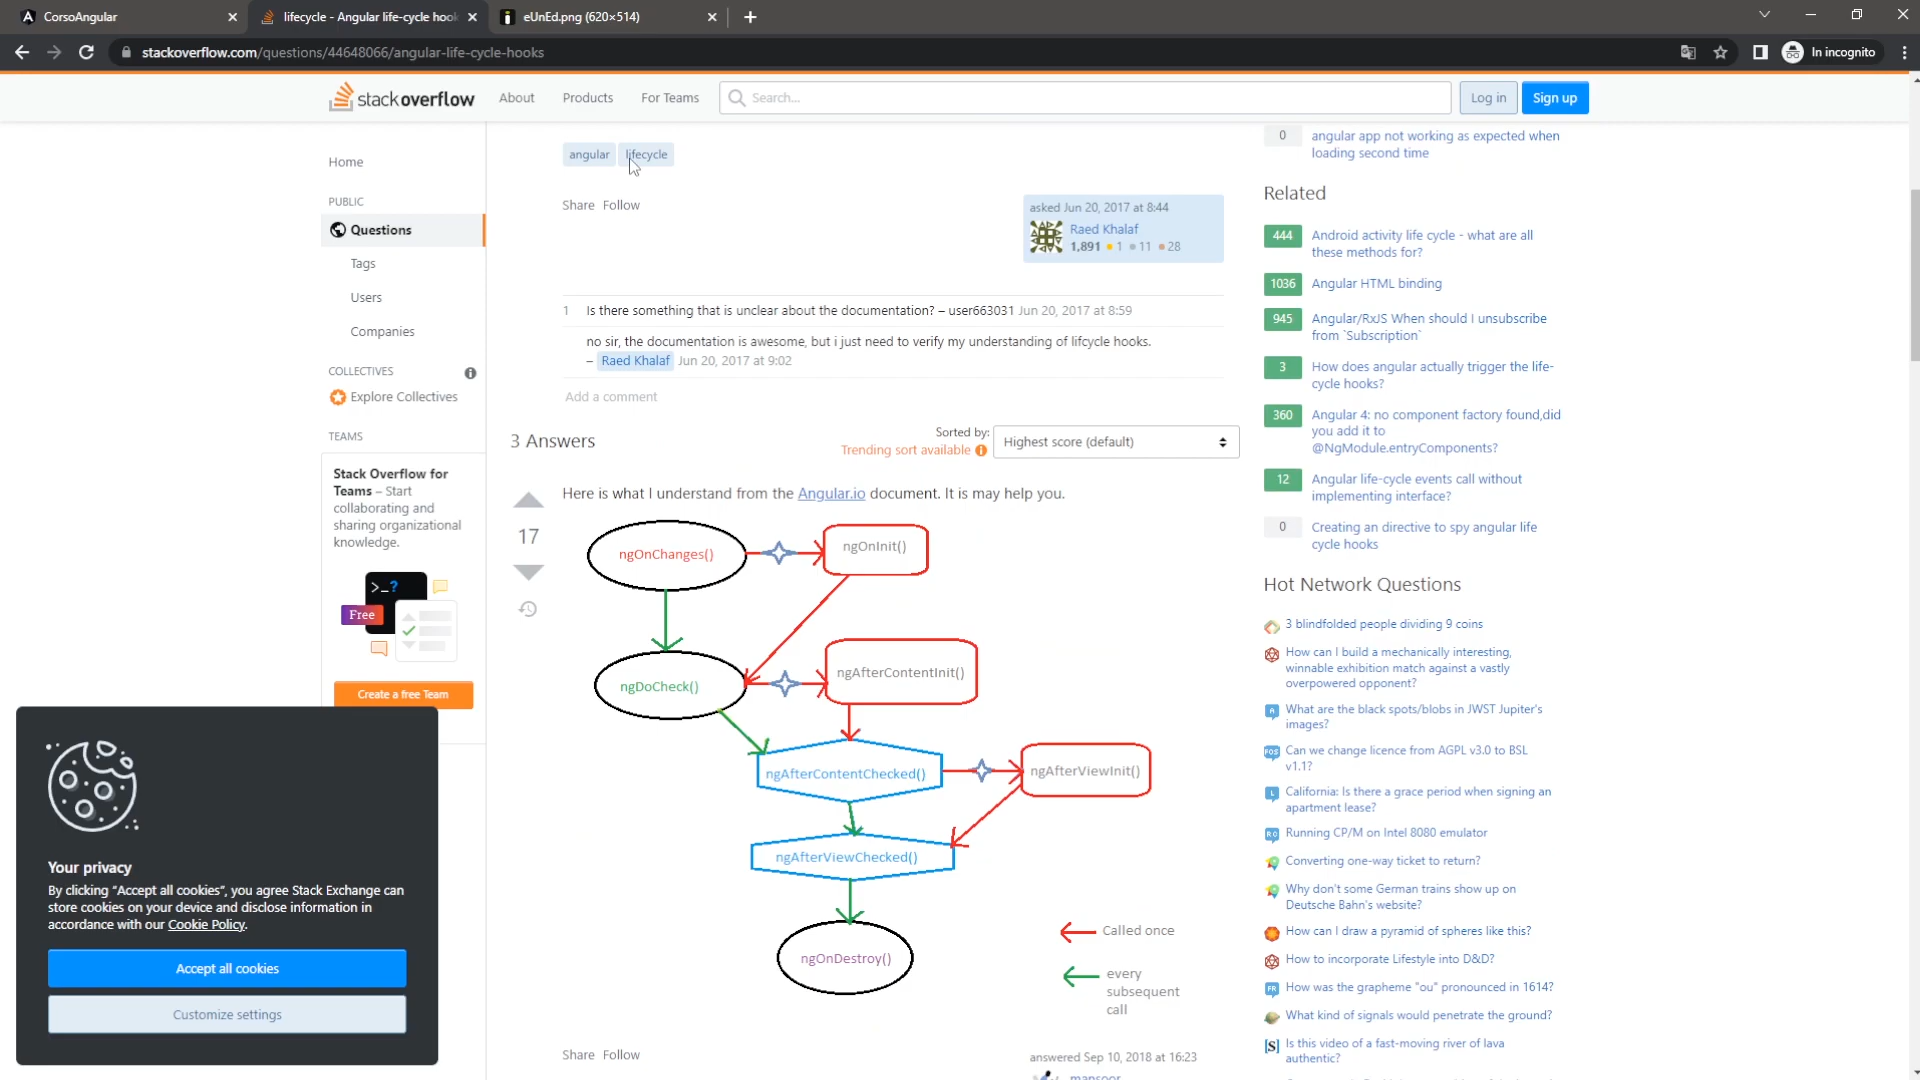 CorsoAngular
lifecycle - Angular life-cycle hook
eUnEd.png (620×514)
stackoverflow.com/questions/44648066/angular-life-cycle-hooks
In incognito
stackoverflow
About
Products
For Teams
Search...
Log in
Sign up
Home
PUBLIC
Questions
Tags
Users
Companies
COLLECTIVES
Explore Collectives
TEAMS
Stack Overflow for
Teams – Start
collaborating and
sharing organizational
knowledge.
>_?
Free
Create a free Team
Your privacy
By clicking “Accept all cookies”, you agree Stack Exchange can
store cookies on your device and disclose information in
accordance with our Cookie Policy.
Accept all cookies
Customize settings
angular
lifecycle
Share Follow
asked Jun 20, 2017 at 8:44
Raed Khalaf
1,891 1 11 28
1 Is there something that is unclear about the documentation? – user663031 Jun 20, 2017 at 8:59
no sir, the documentation is awesome, but i just need to verify my understanding of lifcycle hooks.
– Raed Khalaf Jun 20, 2017 at 9:02
Add a comment
3 Answers
Sorted by:
Trending sort available
Highest score (default)
17
Here is what I understand from the Angular.io document. It is may help you.
ngOnChanges()
ngOnInit()
ngDoCheck()
ngAfterContentInit()
ngAfterContentChecked()
ngAfterViewInit()
ngAfterViewChecked()
ngOnDestroy()
Called once
every
subsequent
call
Share Follow
answered Sep 10, 2018 at 16:23
mansoor
0 angular app not working as expected when
loading second time
Related
444 Android activity life cycle - what are all
these methods for?
1036 Angular HTML binding
945 Angular/RxJS When should I unsubscribe
from `Subscription`
3 How does angular actually trigger the life-
cycle hooks?
360 Angular 4: no component factory found,did
you add it to
@NgModule.entryComponents?
12 Angular life-cycle events call without
implementing interface?
0 Creating an directive to spy angular life
cycle hooks
Hot Network Questions
3 blindfolded people dividing 9 coins
How can I build a mechanically interesting,
winnable exhibition match against a vastly
overpowered opponent?
What are the black spots/blobs in JWST Jupiter's
images?
Can we change licence from AGPL v3.0 to BSL
v1.1?
California: Is there a grace period when signing an
apartment lease?
Running CP/M on Intel 8080 emulator
Converting one-way ticket to return?
Why don't some German trains show up on
Deutsche Bahn's website?
How can I draw a pyramid of spheres like this?
How to incorporate Lifestyle into D&D?
How was the grapheme "ou" pronounced in 1614?
What kind of signals would penetrate the ground?
Is this video of a fast-moving river of lava
authentic?